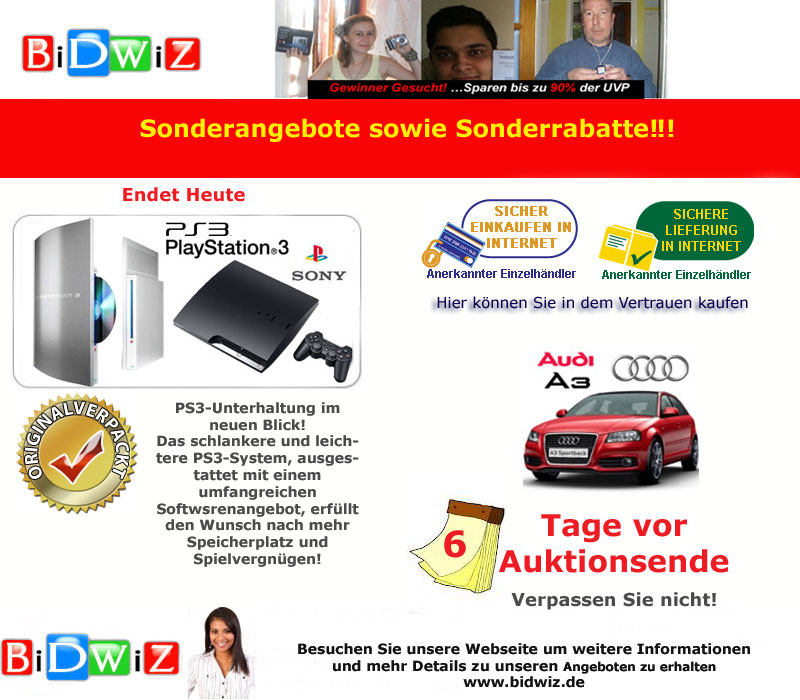 BiDWiZ
Gewinner Gesucht! ...Sparen bis zu 90% der UVP
Sonderangebote sowie Sonderrabatte!!!
Endet Heute
PS3
PlayStation®3
SONY
PLAYSTATION 3
ORIGINALVERPACKT
PS3-Unterhaltung im
neuen Blick!
Das schlankere und leich-
tere PS3-System, ausges-
tattet mit einem
umfangreichen
Softwsrenangebot, erfüllt
den Wunsch nach mehr
Speicherplatz und
Spielvergnügen!
SICHER
EINKAUFEN IN
INTERNET
Anerkannter Einzelhändler
SICHERE
LIEFERUNG
IN INTERNET
Anerkannter Einzelhändler
Hier können Sie in dem Vertrauen kaufen
Audi
A3
A3 Sportback
6
Tage vor
Auktionsende
Verpassen Sie nicht!
BiDWiZ
Besuchen Sie unsere Webseite um weitere Informationen
und mehr Details zu unseren Angeboten zu erhalten
www.bidwiz.de